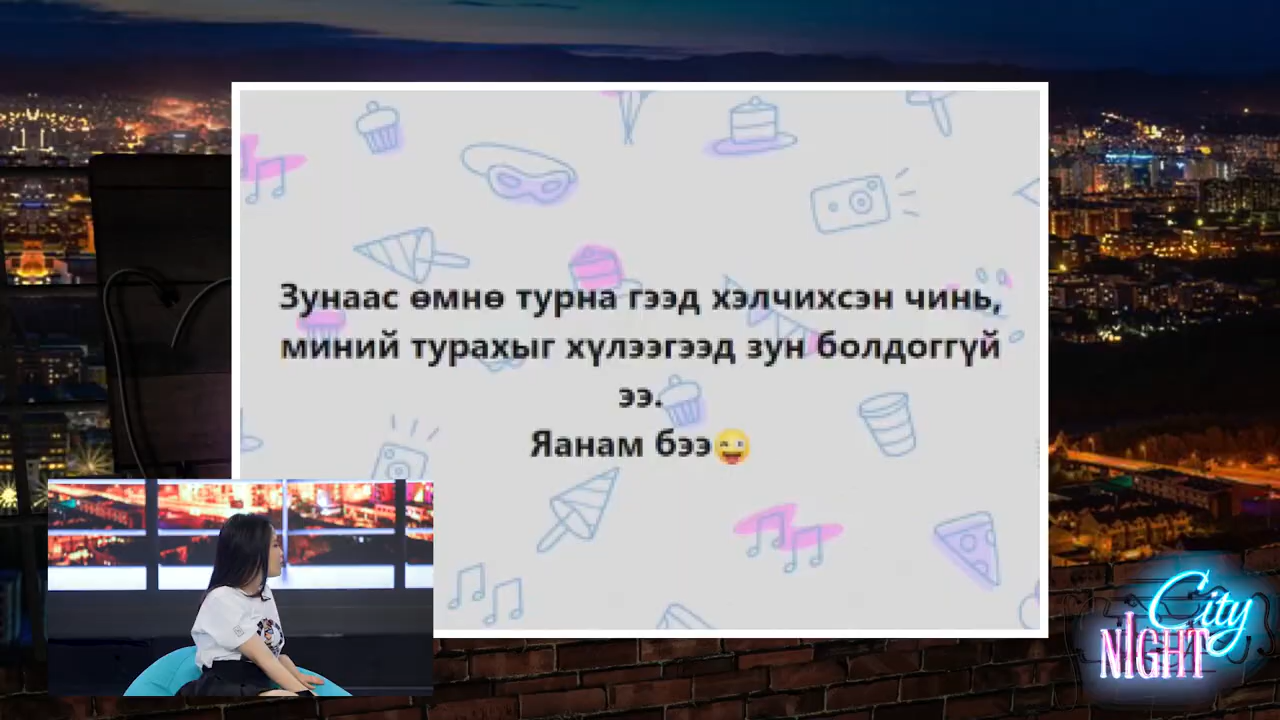 Зунаас өмнө турна гээд хэлчихсэн чинь,
миний турахыг хүлээгээд зун болдоггүй
ээ.
Яанам бээ😜
City
NIGHT